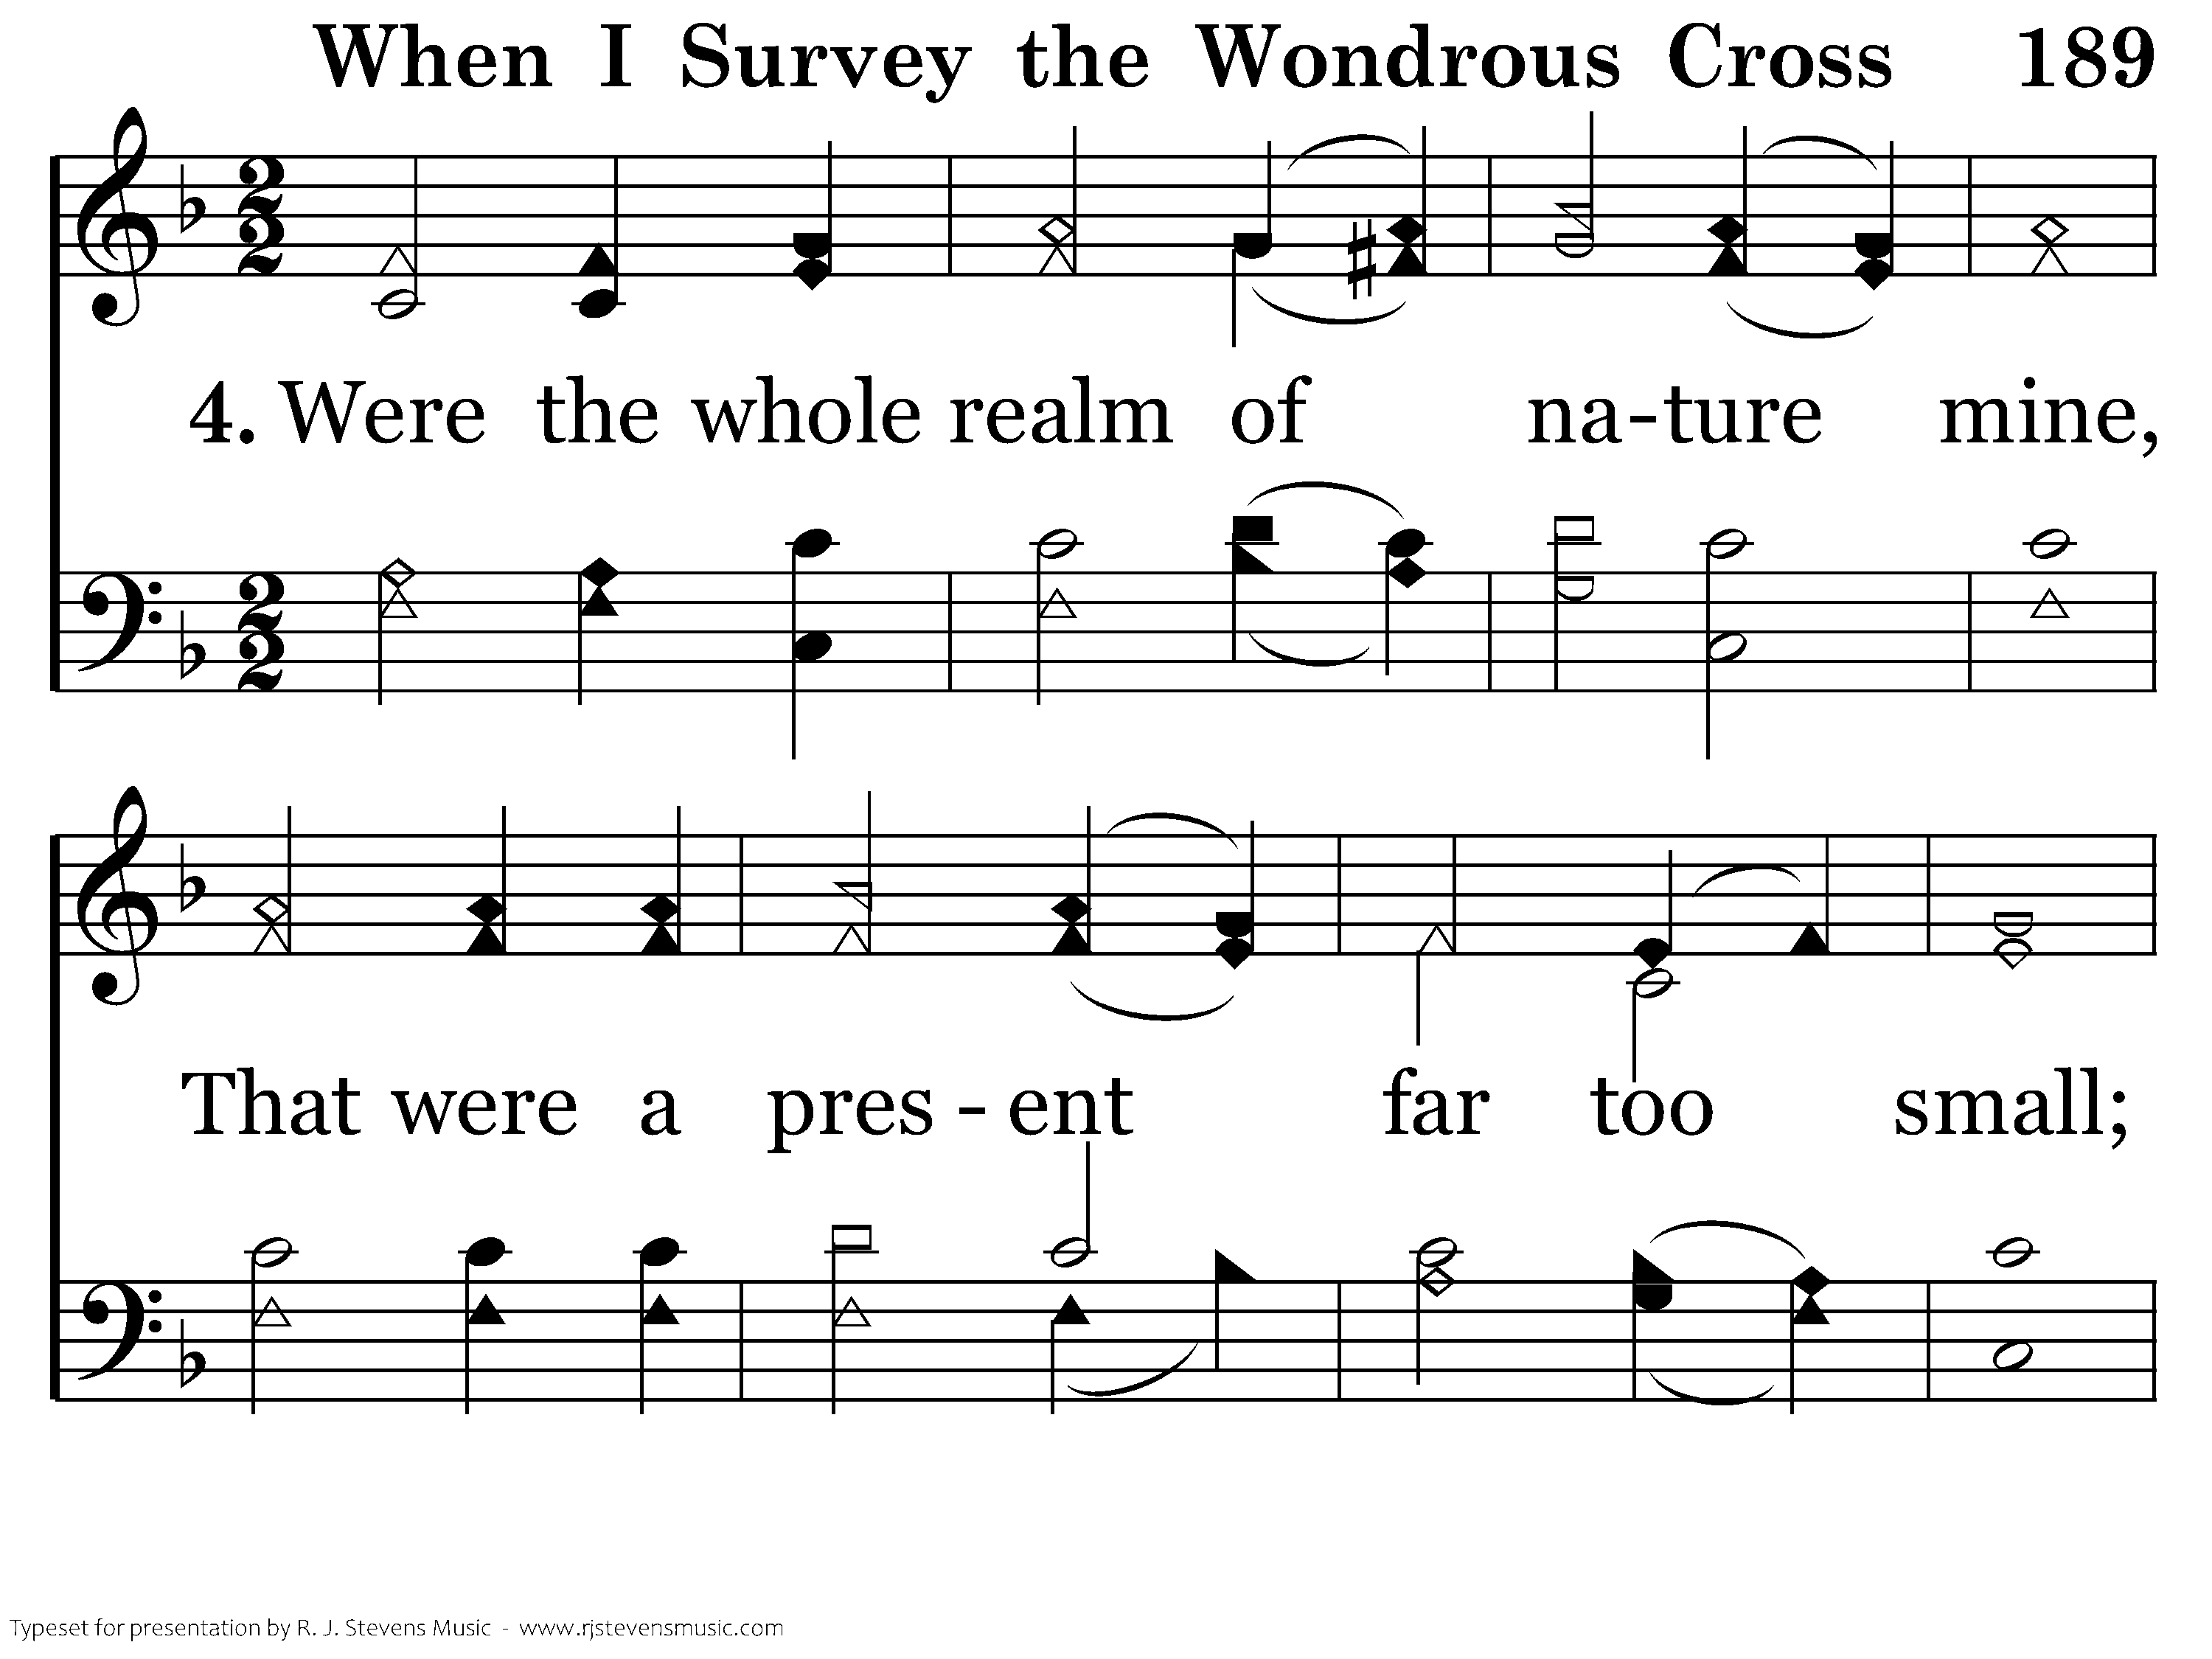 When I Survey the Wondrous Cross 189
4. Were the whole realm of na-ture mine,
That were a pres - ent far too small;
Typeset for presentation by R. J. Stevens Music - www.rjstevensmusic.com